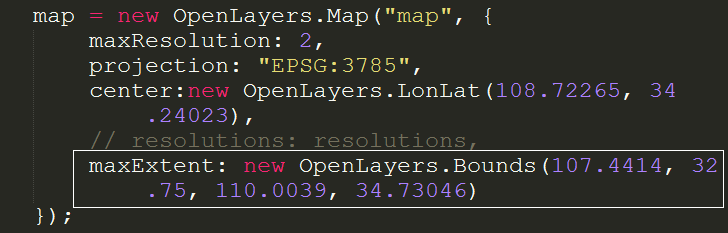 map = new OpenLayers.Map("map", {
maxResolution: 2,
projection: "EPSG:3785",
center:new OpenLayers.LonLat(108.72265, 34
.24023),
// resolutions: resolutions,
maxExtent: new OpenLayers.Bounds(107.4414, 32
.75, 110.0039, 34.73046)
});